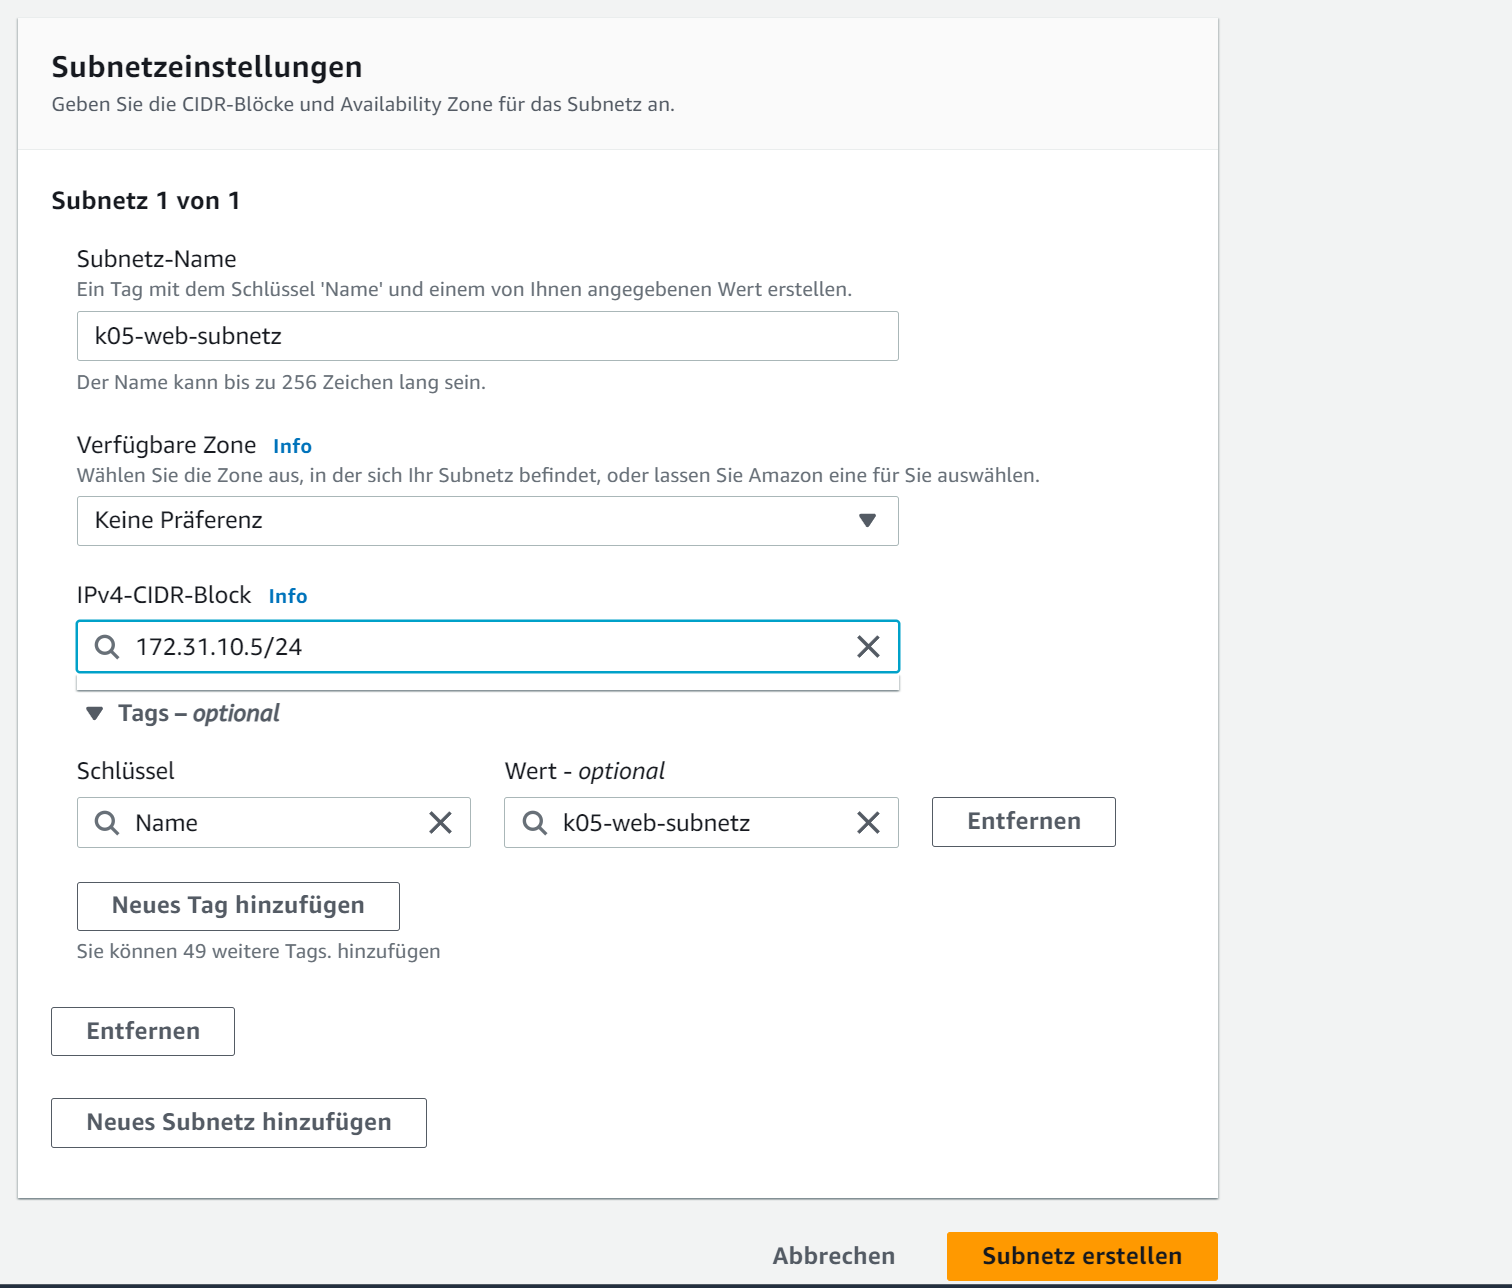 Subnetzeinstellungen
Geben Sie die CIDR-Blöcke und Availability Zone für das Subnetz an.
Subnetz 1 von 1
Subnetz-Name
Ein Tag mit dem Schlüssel 'Name' und einem von Ihnen angegebenen Wert erstellen.
k05-web-subnetz
Der Name kann bis zu 256 Zeichen lang sein.
Verfügbare Zone Info
Wählen Sie die Zone aus, in der sich Ihr Subnetz befindet, oder lassen Sie Amazon eine für Sie auswählen.
Keine Präferenz
IPv4-CIDR-Block Info
172.31.10.5/24
Tags – optional
Schlüssel Wert - optional
Name k05-web-subnetz Entfernen
Neues Tag hinzufügen
Sie können 49 weitere Tags. hinzufügen
Entfernen
Neues Subnetz hinzufügen
Abbrechen Subnetz erstellen